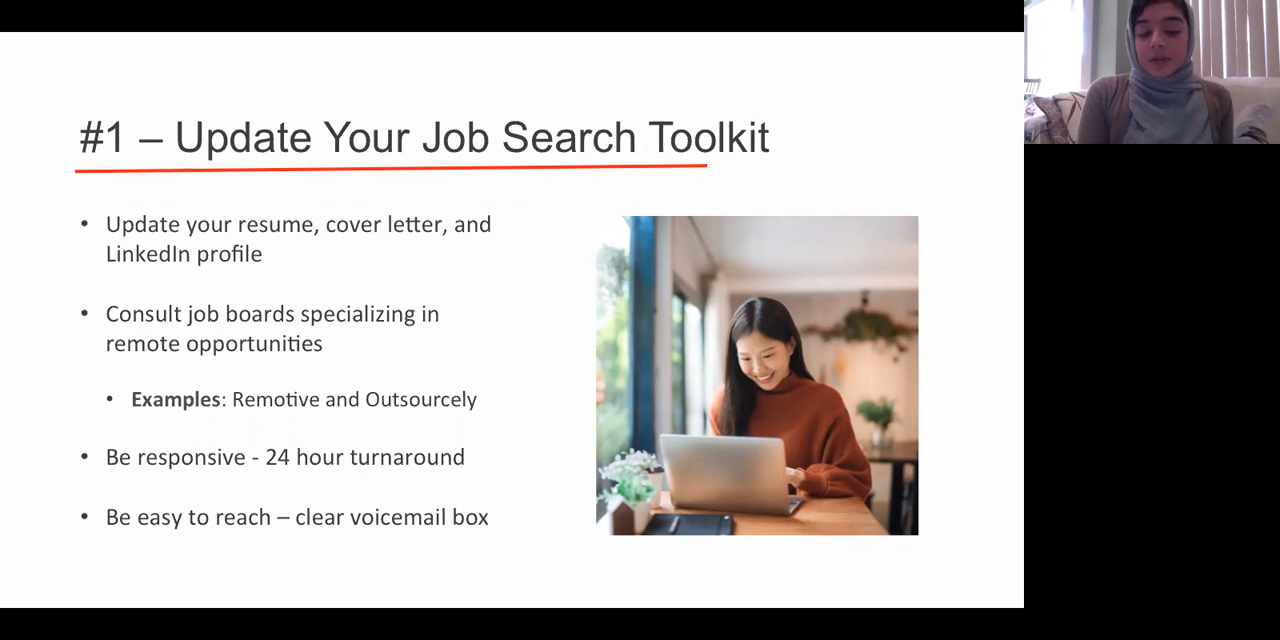 #1 – Update Your Job Search Toolkit
• Update your resume, cover letter, and
LinkedIn profile
• Consult job boards specializing in
remote opportunities
• Examples: Remotive and Outsourcely
• Be responsive - 24 hour turnaround
• Be easy to reach – clear voicemail box